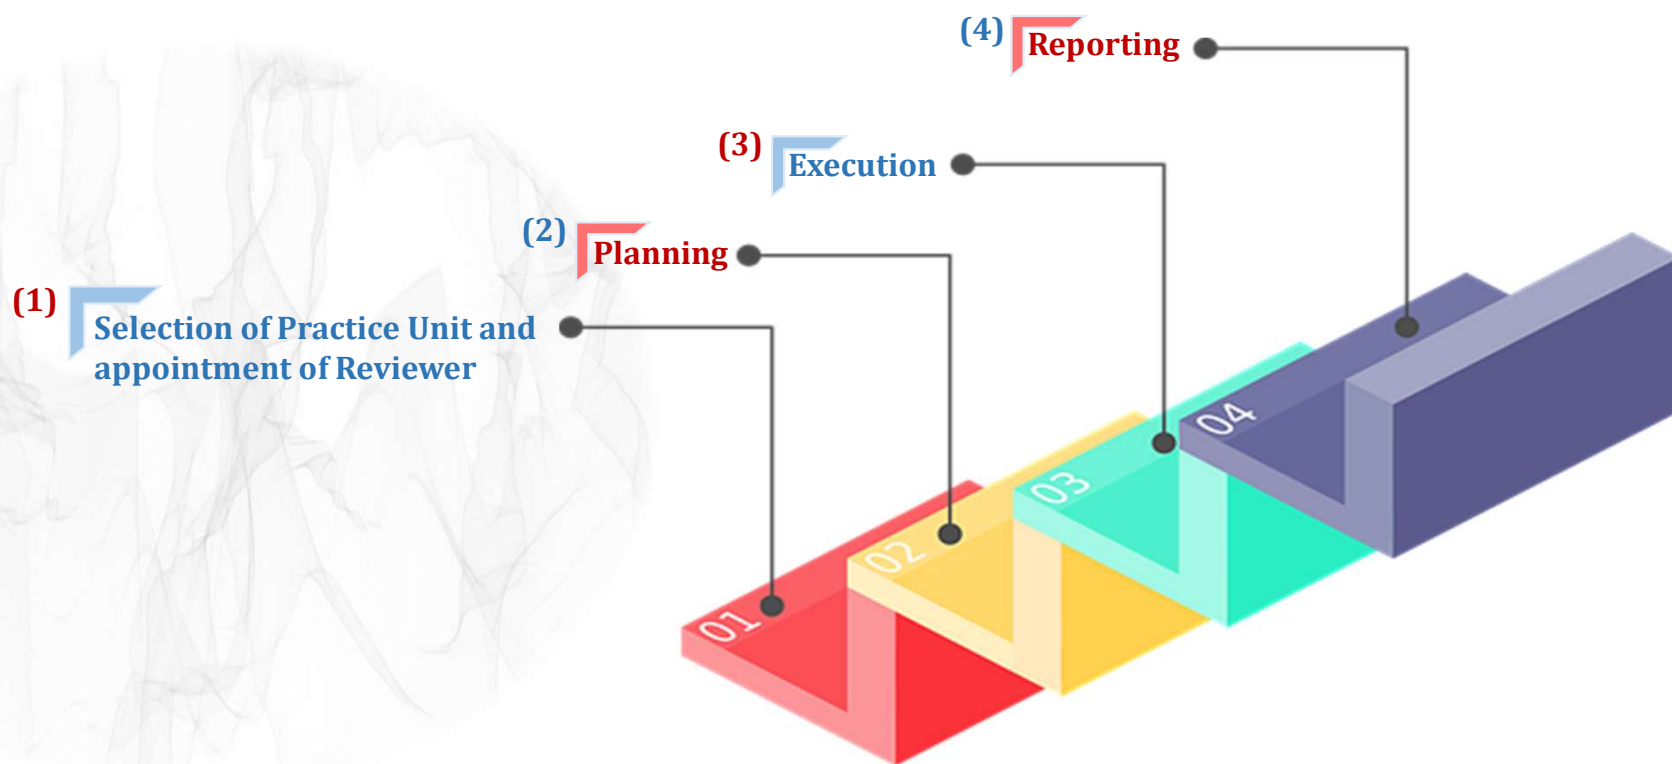 (1)
Selection of Practice Unit and
appointment of Reviewer
(2)
Planning
(3)
Execution
(4)
Reporting
01
02
03
04